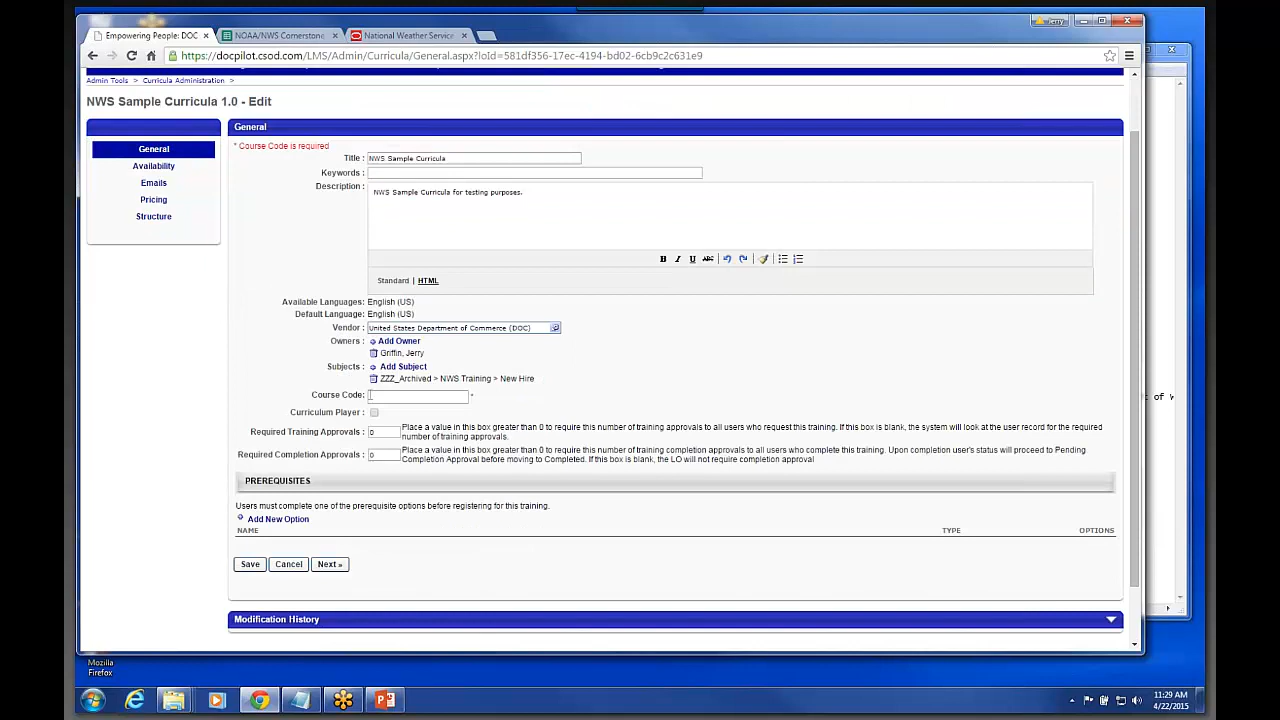 Empowering People: DOC
NOAA/NWS Cornerstone
National Weather Service
Jerry
https://docpilot.csod.com/LMS/Admin/Curricula/General.aspx?loId=581df356-17ec-4194-bd02-6cb9c2c631e9
Admin Tools > Curricula Administration >
NWS Sample Curricula 1.0 - Edit
General
Availability
Emails
Pricing
Structure
General
* Course Code is required
Title : NWS Sample Curricula
Keywords :
Description : NWS Sample Curricula for testing purposes.
B I U ABC
Standard | HTML
Available Languages: English (US)
Default Language: English (US)
Vendor : United States Department of Commerce (DOC)
Owners : Add Owner
Griffin, Jerry
Subjects : Add Subject
ZZZ_Archived > NWS Training > New Hire
Course Code: *
Curriculum Player :
Required Training Approvals : 0 Place a value in this box greater than 0 to require this number of training approvals to all users who request this training. If this box is blank, the system will look at the user record for the required
number of training approvals.
Required Completion Approvals : 0 Place a value in this box greater than 0 to require this number of training completion approvals to all users who complete this training. Upon completion user's status will proceed to Pending
Completion Approval before moving to Completed. If this box is blank, the LO will not require completion approval
PREREQUISITES
Users must complete one of the prerequisite options before registering for this training.
Add New Option
NAME TYPE OPTIONS
Save Cancel Next »
Modification History
Mozilla
Firefox
11:29 AM
4/22/2015